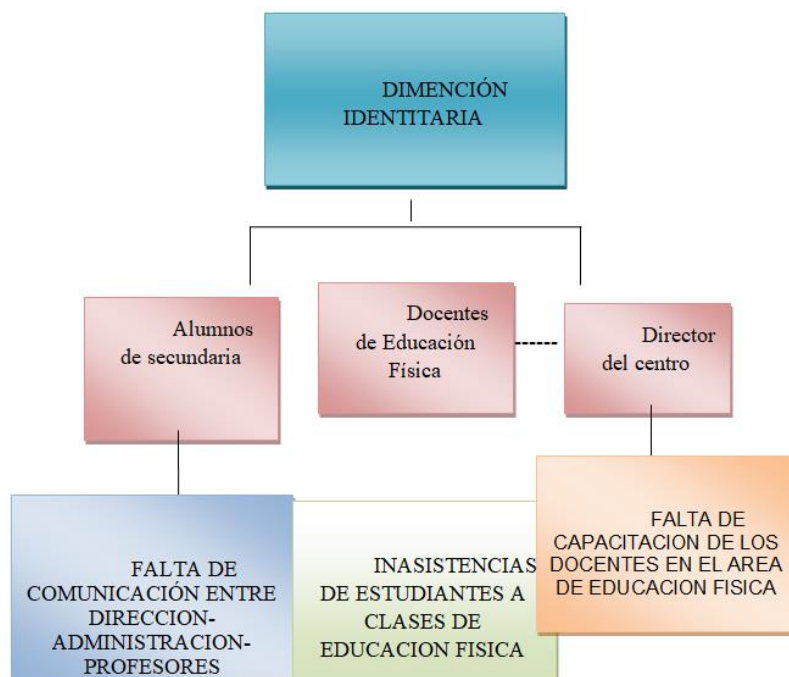 DIMENCIÓN
IDENTITARIA
Alumnos
de secundaria
Docentes
de Educación
Física
Director
del centro
FALTA DE
COMUNICACIÓN ENTRE
DIRECCION-
ADMINISTRACION-
PROFESORES
INASISTENCIAS
DE ESTUDIANTES A
CLASES DE
EDUCACION FISICA
FALTA DE
CAPACITACION DE LOS
DOCENTES EN EL AREA
DE EDUCACION FISICA